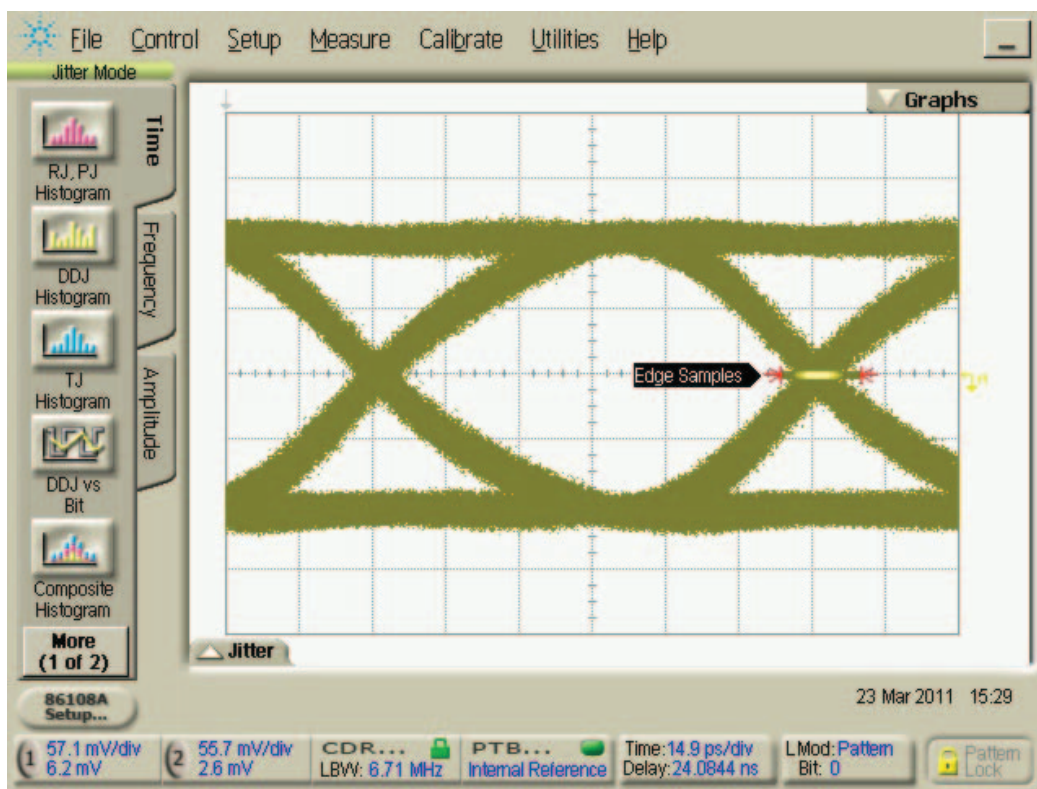 File Control Setup Measure Calibrate Utilities Help
Jitter Mode
Graphs
Time
Frequency
Amplitude
RJ, PJ
Histogram
DDJ
Histogram
TJ
Histogram
DDJ vs
Bit
Composite
Histogram
More
(1 of 2)
Edge Samples
Jitter
86108A
Setup...
23 Mar 2011 15:29
1 57.1 mV/div
6.2 mV
2 55.7 mV/div
2.6 mV
CDR...
LBW: 6.71 MHz
PTB...
Internal Reference
Time:14.9 ps/div
Delay:24.0844 ns
LMod:Pattern
Bit: 0
Pattern
Lock